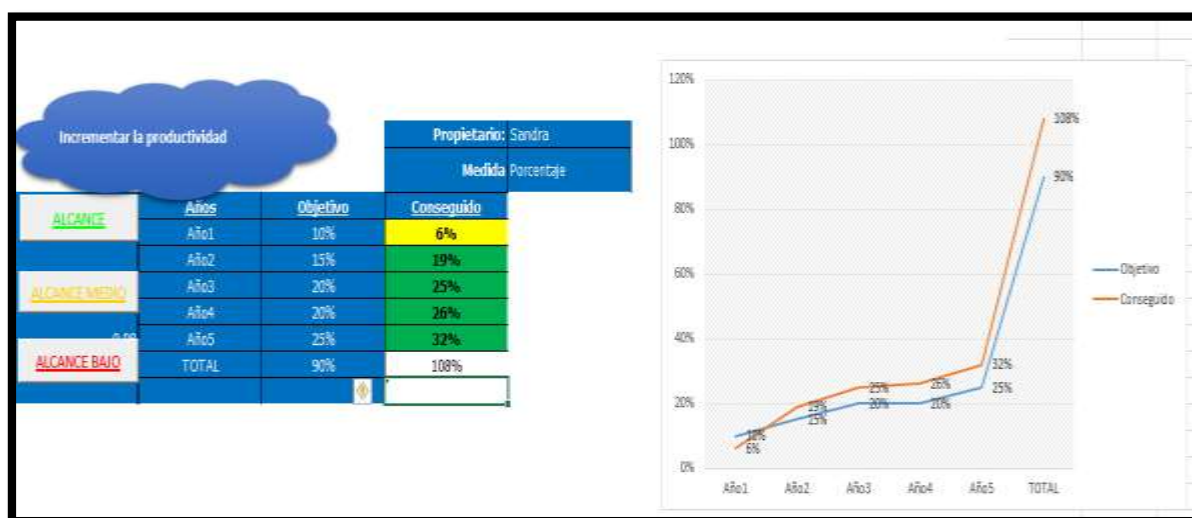 Incrementar la productividad
Propietario: Sandra
Medida Porcentaje
ALCANCE
Años Objetivo Conseguido
Año1 10% 6%
Año2 15% 19%
ALCANCE MEDIO
Año3 20% 25%
Año4 20% 26%
Año5 25% 32%
ALCANCE BAJO
TOTAL 90% 108%
120%
100%
80%
60%
40%
20%
0%
108%
90%
32%
25%
26%
20%
25%
20%
19%
15%
10%
6%
Año1 Año2 Año3 Año4 Año5 TOTAL
Objetivo
Conseguido